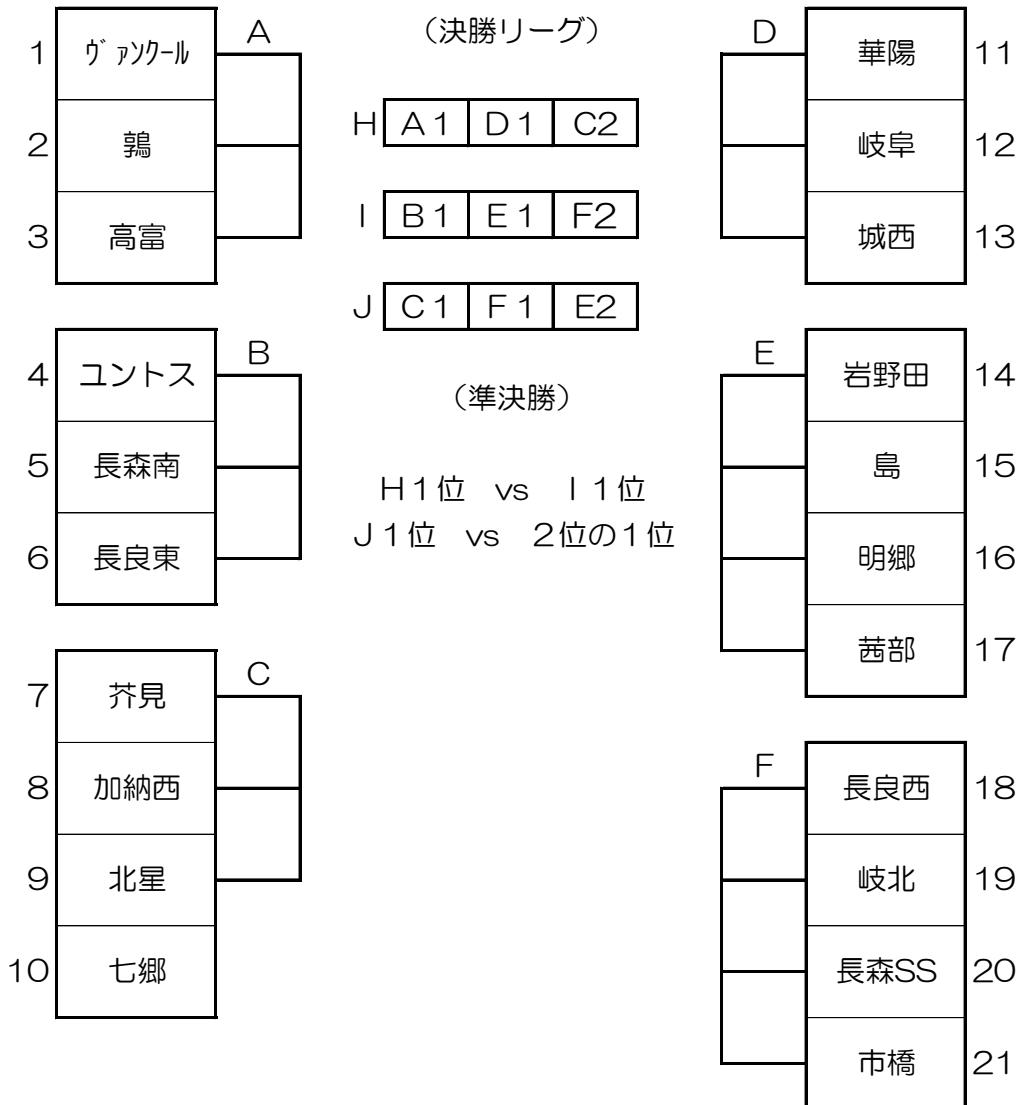 A
1 ヴァンクール
2 鶉
3 高富
B
4 ユントス
5 長森南
6 長良東
C
7 芥見
8 加納西
9 北星
10 七郷
（決勝リーグ）
H A1 D1 C2
I B1 E1 F2
J C1 F1 E2
（準決勝）
H1位 vs I1位
J1位 vs 2位の1位
D
華陽 11
岐阜 12
城西 13
E
岩野田 14
島 15
明郷 16
茜部 17
F
長良西 18
岐北 19
長森SS 20
市橋 21